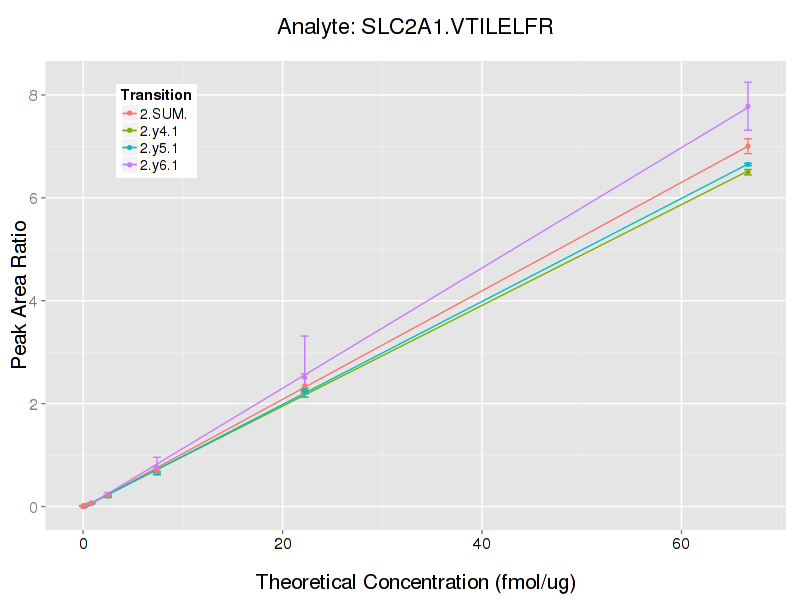 Analyte: SLC2A1.VTILELFR
Peak Area Ratio
8
6
4
2
0
Transition
2.SUM.
2.y4.1
2.y5.1
2.y6.1
0 20 40 60
Theoretical Concentration (fmol/ug)